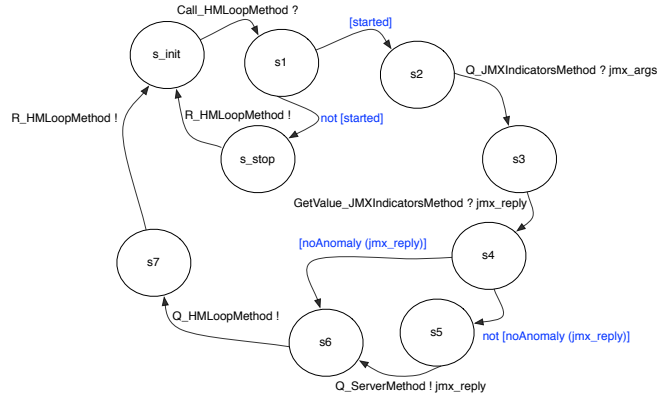 Call_HMLoopMethod ?
[started]
s_init
s1
s2
Q_JMXIndicatorsMethod ? jmx_args
R_HMLoopMethod !
R_HMLoopMethod !
not [started]
s_stop
s3
GetValue_JMXIndicatorsMethod ? jmx_reply
[noAnomaly (jmx_reply)]
s4
s7
Q_HMLoopMethod !
s6
s5
not [noAnomaly (jmx_reply)]
Q_ServerMethod ! jmx_reply